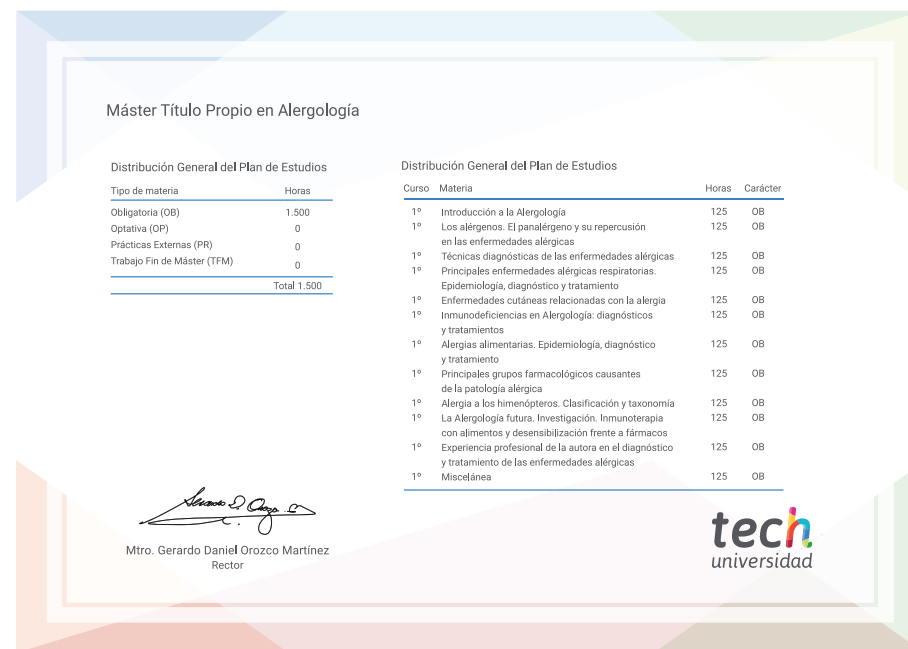 Máster Título Propio en Alergología
Distribución General del Plan de Estudios
Tipo de materia Horas
Obligatoria (OB) 1.500
Optativa (OP) 0
Prácticas Externas (PR) 0
Trabajo Fin de Máster (TFM) 0
Total 1.500
Distribución General del Plan de Estudios
Curso Materia Horas Carácter
1º Introducción a la Alergología 125 OB
1º Los alérgenos. El panalérgeno y su repercusión 125 OB
en las enfermedades alérgicas
1º Técnicas diagnósticas de las enfermedades alérgicas 125 OB
1º Principales enfermedades alérgicas respiratorias. 125 OB
Epidemiología, diagnóstico y tratamiento
1º Enfermedades cutáneas relacionadas con la alergia 125 OB
1º Inmunodeficiencias en Alergología: diagnósticos 125 OB
y tratamientos
1º Alergias alimentarias. Epidemiología, diagnóstico 125 OB
y tratamiento
1º Principales grupos farmacológicos causantes 125 OB
de la patología alérgica
1º Alergia a los himenópteros. Clasificación y taxonomía 125 OB
1º La Alergología futura. Investigación. Inmunoterapia 125 OB
con alimentos y desensibilización frente a fármacos
1º Experiencia profesional de la autora en el diagnóstico 125 OB
y tratamiento de las enfermedades alérgicas
1º Miscelánea 125 OB
Mtro. Gerardo Daniel Orozco Martínez
Rector
tech
universidad